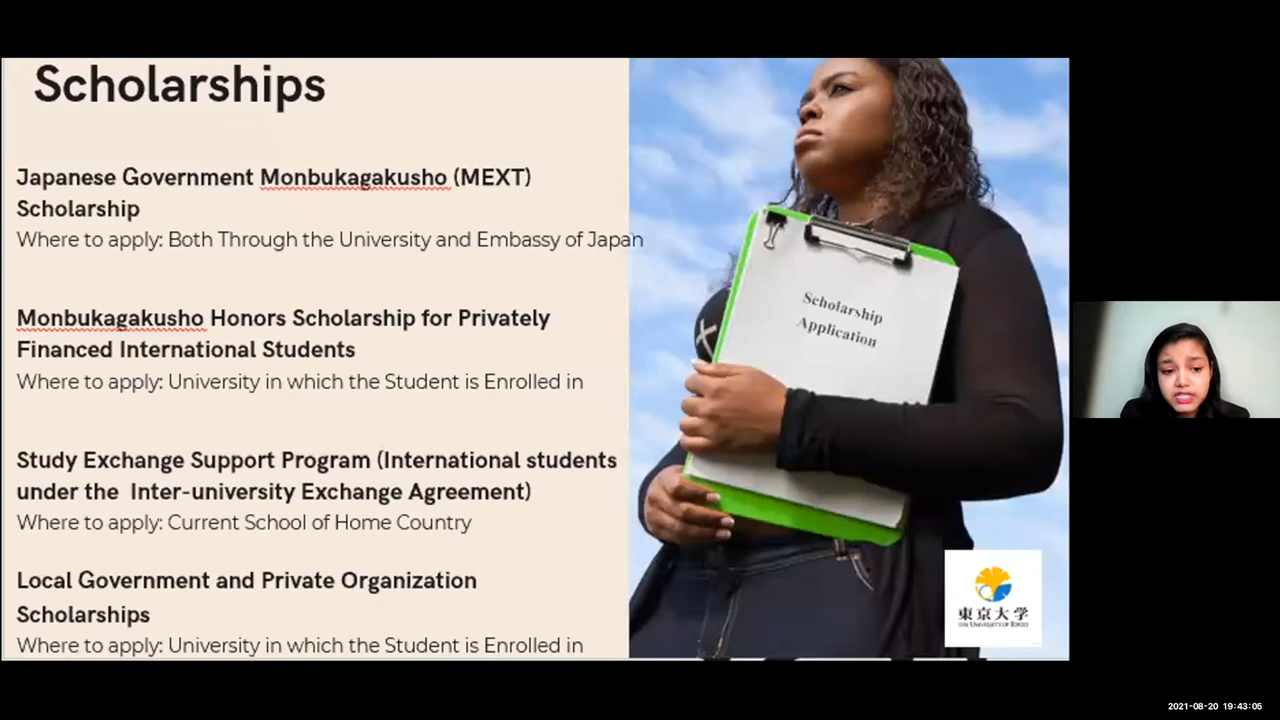 Scholarships
Japanese Government Monbukagakusho (MEXT)
Scholarship
Where to apply: Both Through the University and Embassy of Japan
Monbukagakusho Honors Scholarship for Privately
Financed International Students
Where to apply: University in which the Student is Enrolled in
Study Exchange Support Program (International students
under the Inter-university Exchange Agreement)
Where to apply: Current School of Home Country
Local Government and Private Organization
Scholarships
Where to apply: University in which the Student is Enrolled in
Scholarship
Application
東京大学
THE UNIVERSITY OF TOKYO
2021-08-20 19:43:05